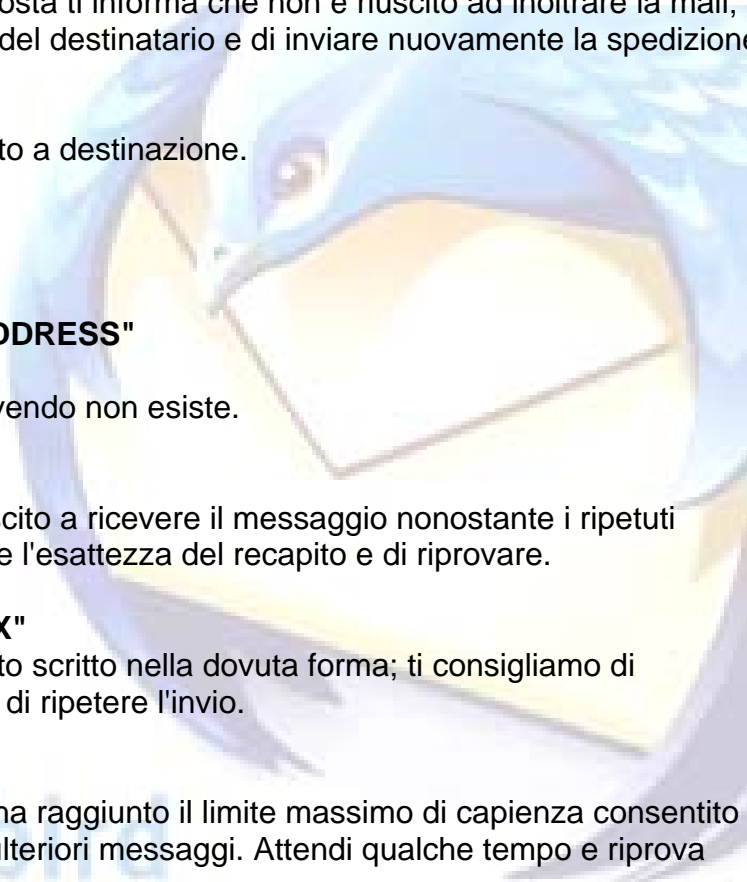 osta ti informa che non è riuscito ad inoltrare la mail,
del destinatario e di inviare nuovamente la spedizione
to a destinazione.
DDRESS"
vendo non esiste.
scito a ricevere il messaggio nonostante i ripetuti
e l'esattezza del recapito e di riprovare.
X"
to scritto nella dovuta forma; ti consigliamo di
di ripetere l'invio.
ha raggiunto il limite massimo di capienza consentito
ulteriori messaggi. Attendi qualche tempo e riprova